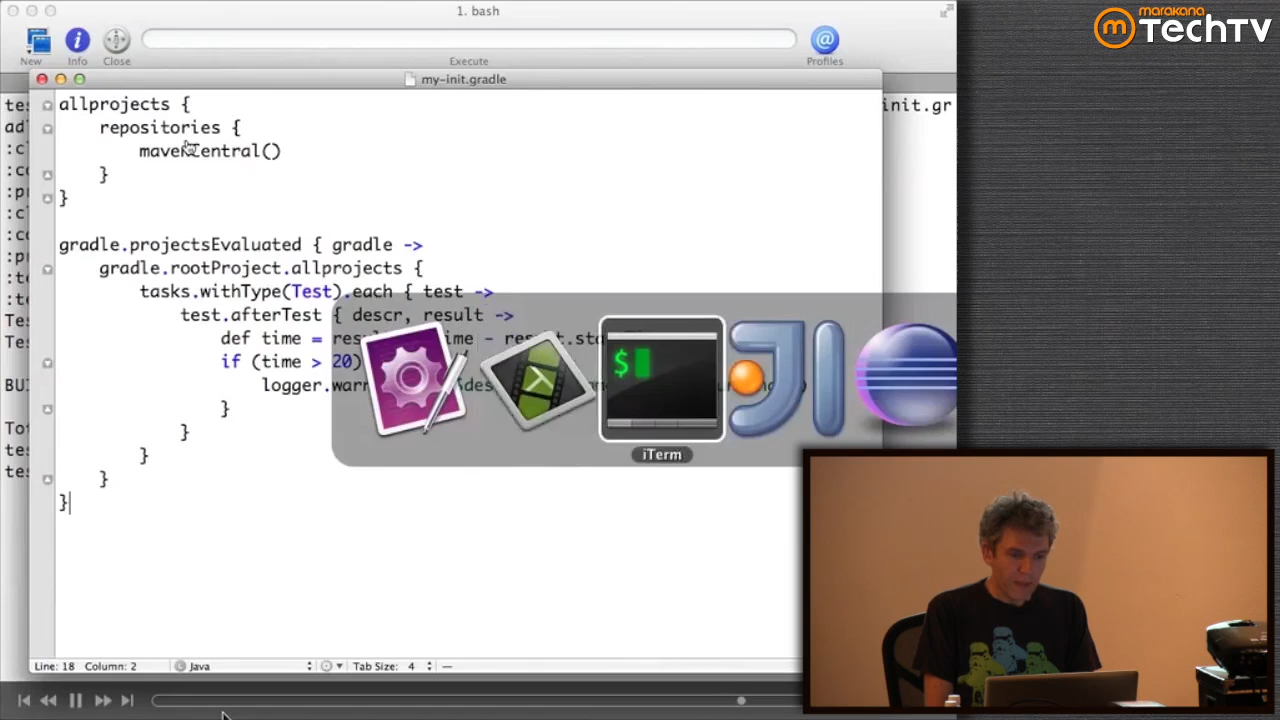 1. bash
marakana
TechTV
New
Info
Close
Execute
Profiles
my-init.gradle
allprojects {
repositories {
mavenCentral()
}
}
gradle.projectsEvaluated { gradle ->
gradle.rootProject.allprojects {
tasks.withType(Test).each { test ->
test.afterTest { descr, result ->
def time =
if (time > 20)
logger.warn
}
}
}
}
}
init.gr
$
iTerm
Line: 18 Column: 2
Java
Tab Size: 4